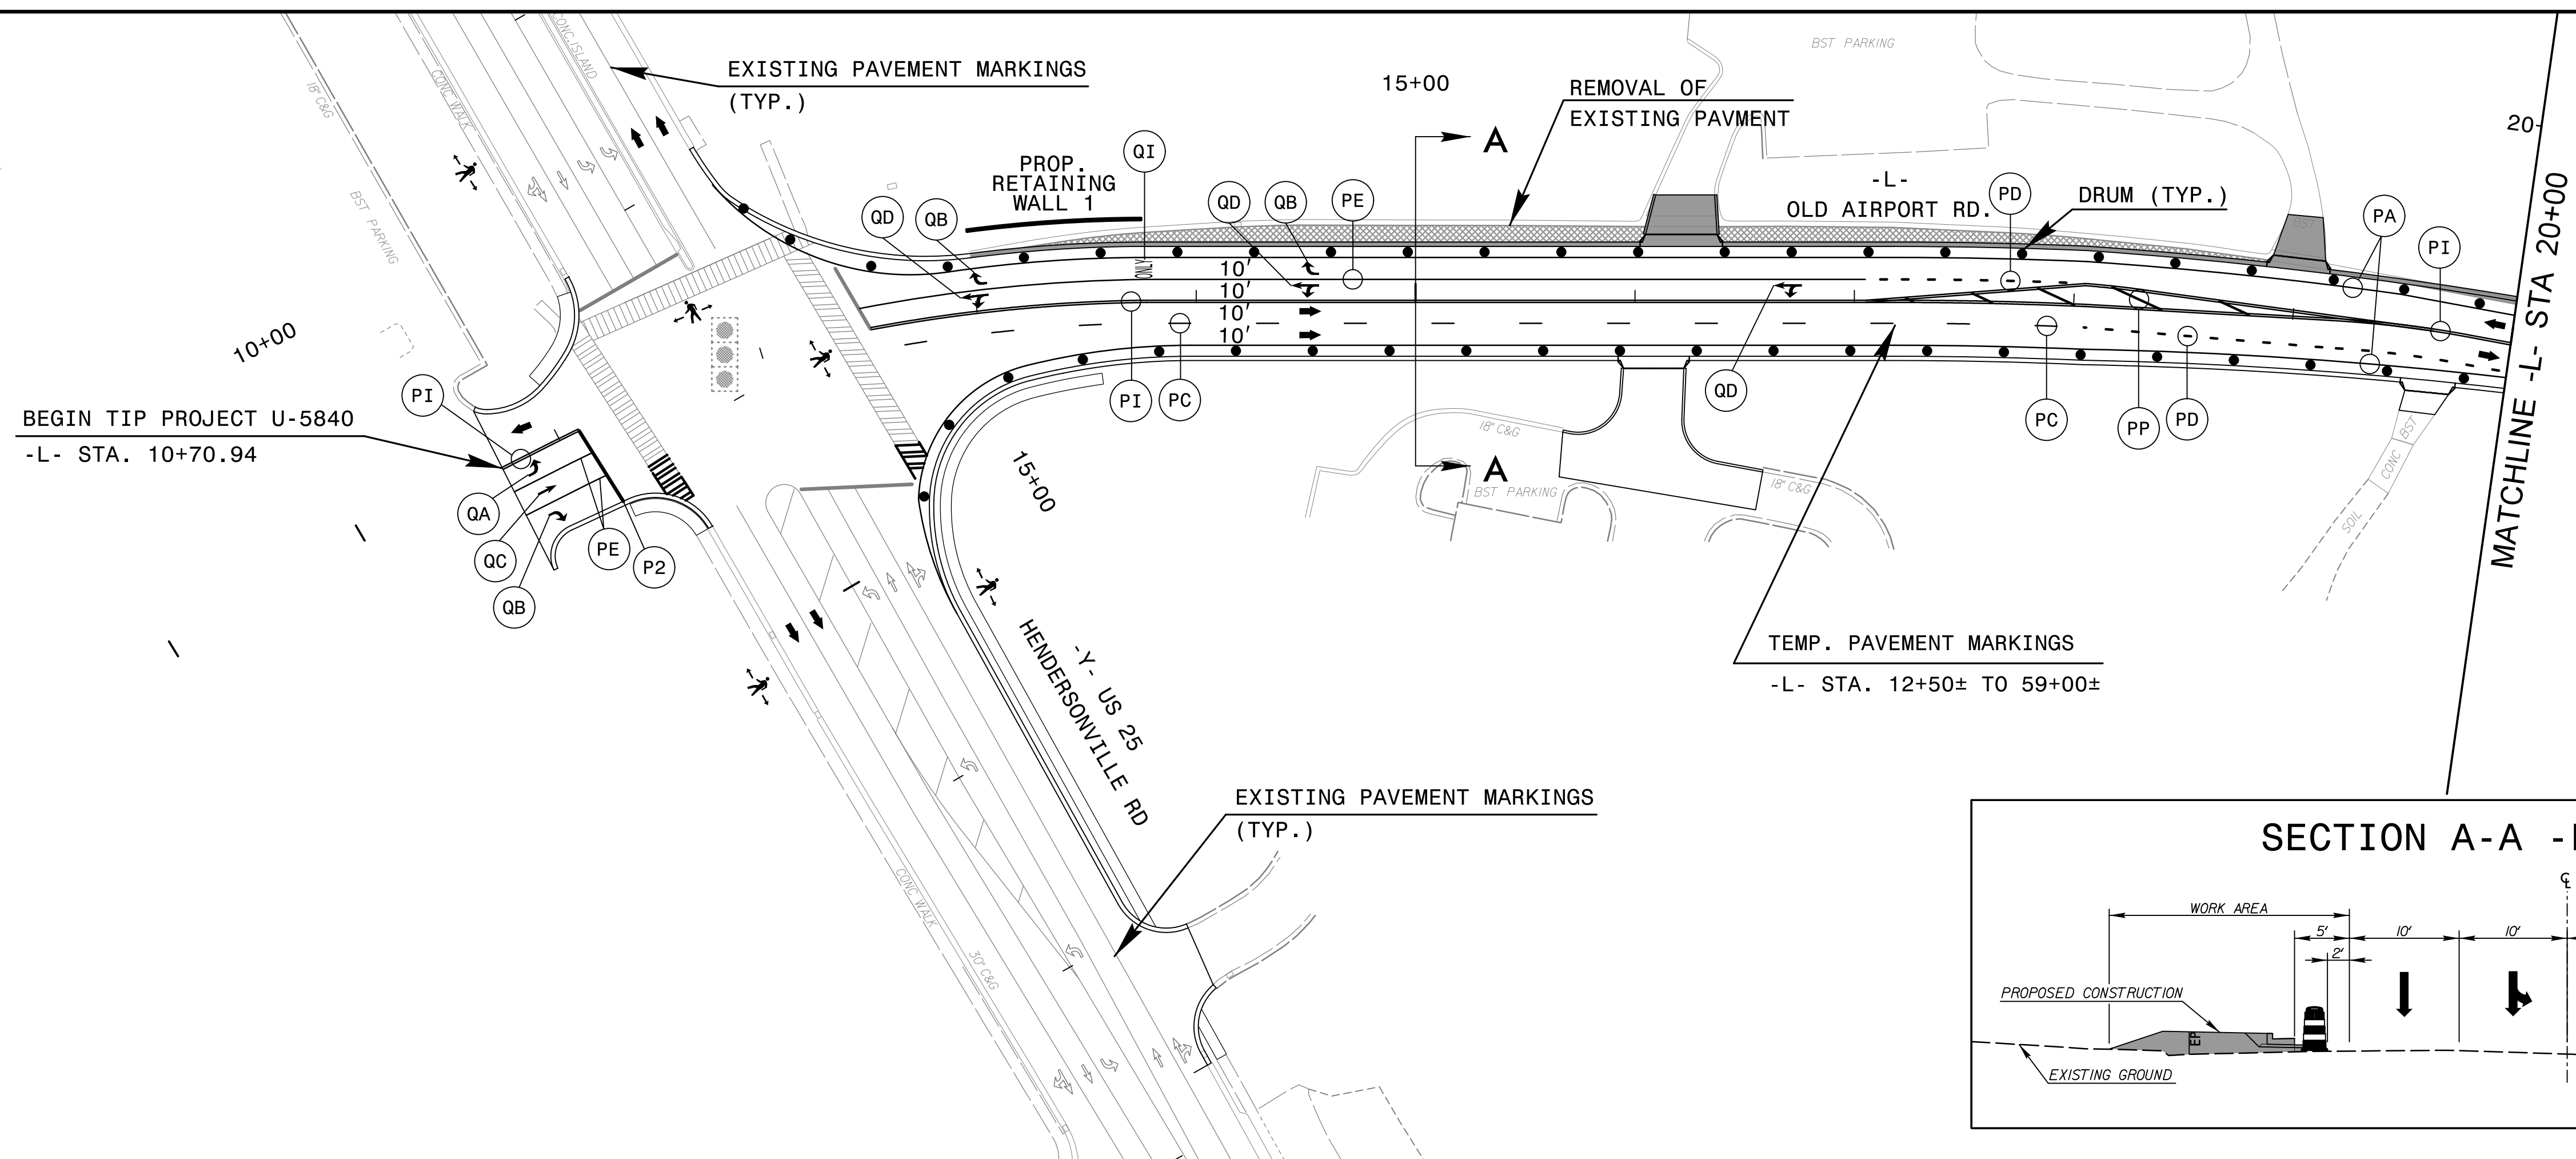 EXISTING PAVEMENT MARKINGS
(TYP.)
CONC.ISLAND
CONC WALK
18" C&G
BST PARKING
15+00
REMOVAL OF
EXISTING PAVMENT
BST PARKING
20
A
QI
PROP.
RETAINING
WALL 1
QD
QB
QD
QB
PE
-L-
OLD AIRPORT RD.
PD
DRUM (TYP.)
PA
PI
BST
MATCHLINE -L- STA 20+00
ONLY
10'
10'
10'
10'
10+00
PI
BEGIN TIP PROJECT U-5840
-L- STA. 10+70.94
QA
QC
QB
PE
P2
PI
PC
QD
PC
PP
PD
A
15+00
18" C&G
BST PARKING
18" C&G
BST
CONC
SOIL
-Y- US 25
HENDERSONVILLE RD
TEMP. PAVEMENT MARKINGS
-L- STA. 12+50± TO 59+00±
EXISTING PAVEMENT MARKINGS
(TYP.)
CONC WALK
30" C&G
SECTION A-A -
WORK AREA
5'
10'
10'
2'
PROPOSED CONSTRUCTION
EP
EXISTING GROUND